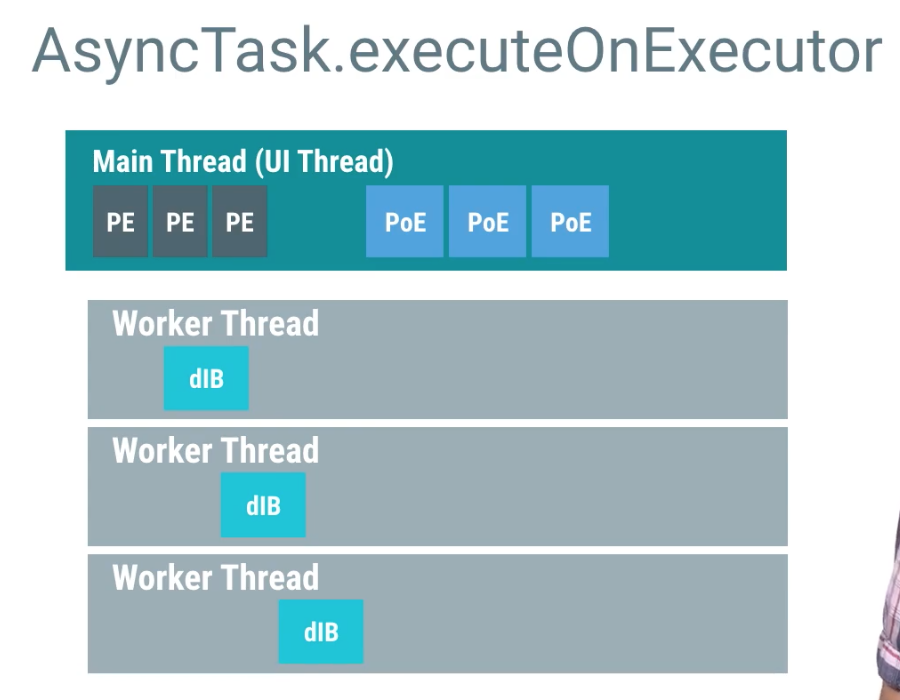 AsyncTask.executeOnExecutor
Main Thread (UI Thread)
PE PE PE PoE PoE PoE
Worker Thread
dIB
Worker Thread
dIB
Worker Thread
dIB